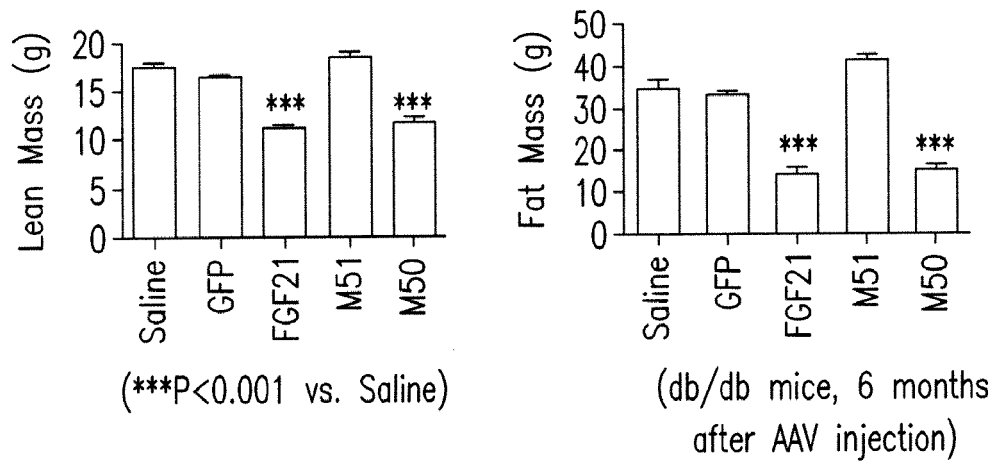 Lean Mass (g)
20
15
10
5
0
***
***
Saline
GFP
FGF21
M51
M50
(***P<0.001 vs. Saline)
Fat Mass (g)
50
40
30
20
10
0
***
***
Saline
GFP
FGF21
M51
M50
(db/db mice, 6 months
after AAV injection)